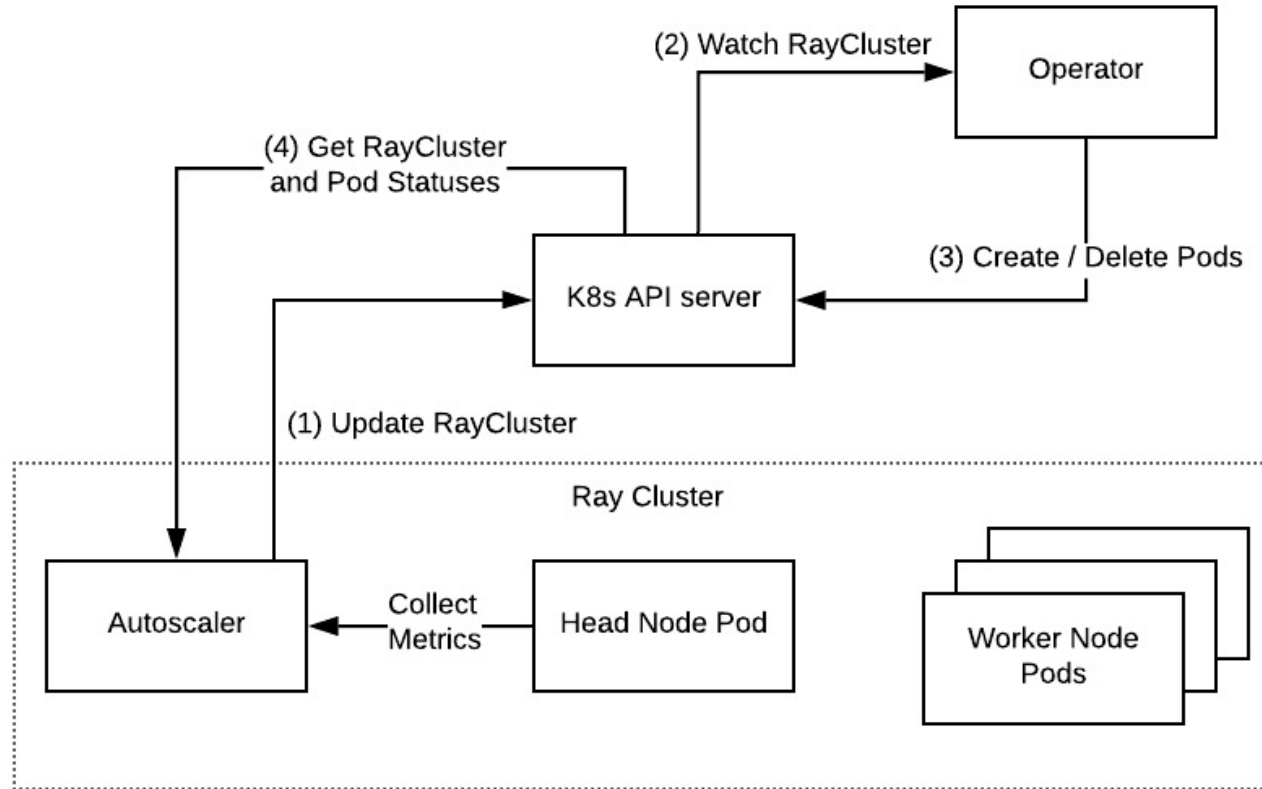 (2) Watch RayCluster
Operator
(4) Get RayCluster
and Pod Statuses
(3) Create / Delete Pods
K8s API server
(1) Update RayCluster
Ray Cluster
Autoscaler
Collect
Metrics
Head Node Pod
Worker Node
Pods